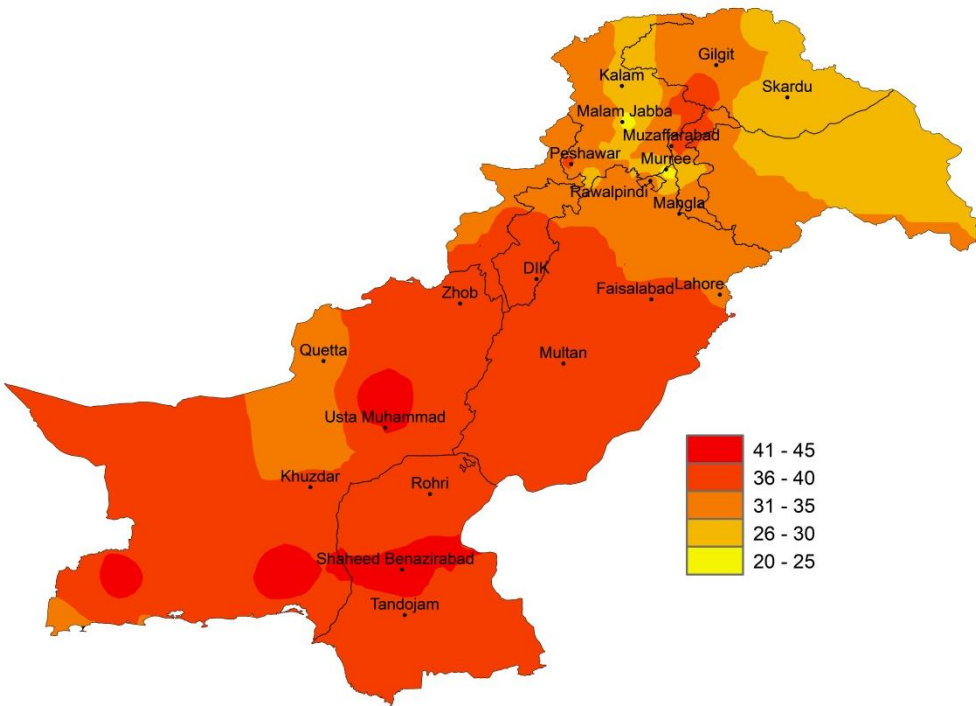 Gilgit
Kalam
Skardu
Malam Jabba
Muzaffarabad
Peshawar
Murree
Rawalpindi
Mangla
DIK
Zhob
Faisalabad
Lahore
Quetta
Multan
Usta Muhammad
Khuzdar
Rohri
Shaheed Benazirabad
Tandojam
41 - 45
36 - 40
31 - 35
26 - 30
20 - 25